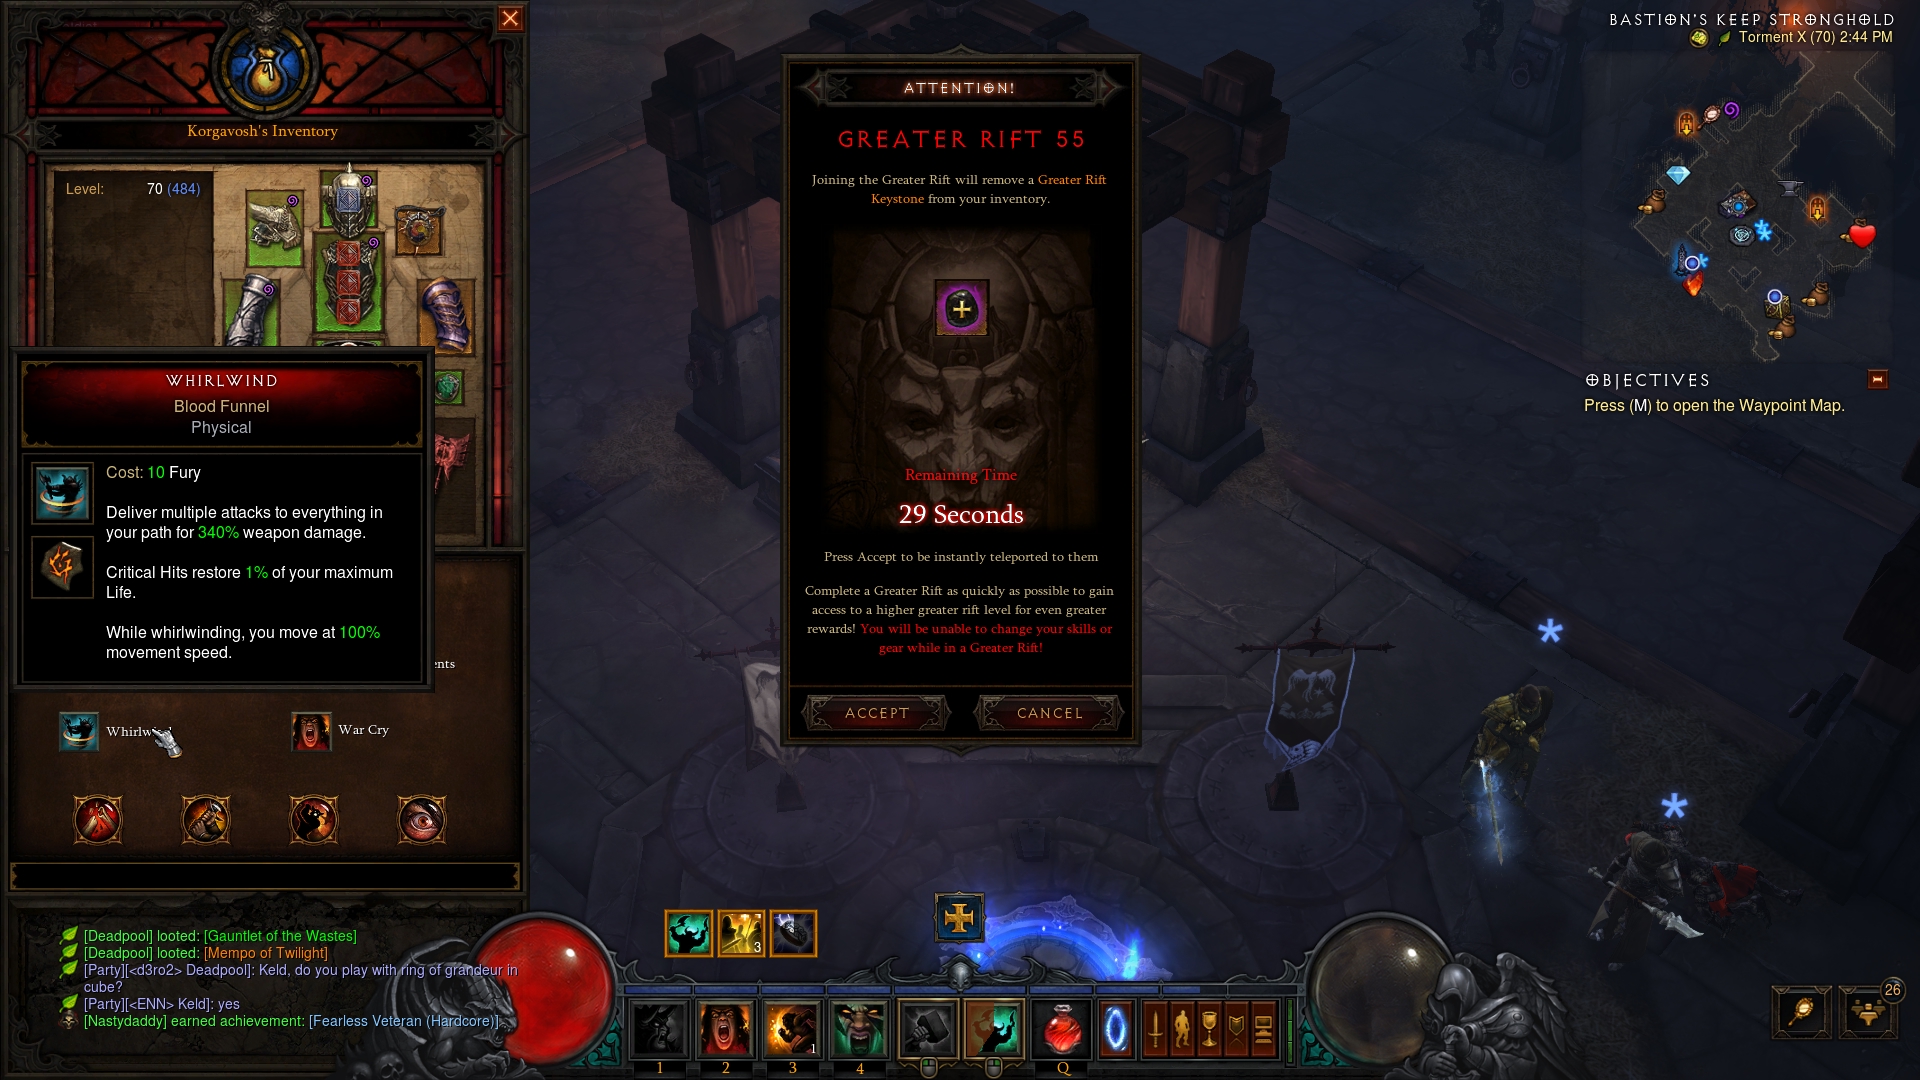 Korgavosh's Inventory
Level: 70 (484)
WHIRLWIND
Blood Funnel
Physical
Cost: 10 Fury
Deliver multiple attacks to everything in
your path for 340% weapon damage.
Critical Hits restore 1% of your maximum
Life.
While whirlwinding, you move at 100%
movement speed.
ents
Whirlw
War Cry
[Deadpool] looted: [Gauntlet of the Wastes]
[Deadpool] looted: [Mempo of Twilight]
[Party][<d3ro2> Deadpool]: Keld, do you play with ring of grandeur in
cube?
[Party][<ENN> Keld]: yes
[Nastydaddy] earned achievement: [Fearless Veteran (Hardcore)].
ATTENTION!
GREATER RIFT 55
Joining the Greater Rift will remove a Greater Rift
Keystone from your inventory.
Remaining Time
29 Seconds
Press Accept to be instantly teleported to them
Complete a Greater Rift as quickly as possible to gain
access to a higher greater rift level for even greater
rewards! You will be unable to change your skills or
gear while in a Greater Rift!
ACCEPT
CANCEL
BASTION'S KEEP STRONGHOLD
Torment X (70) 2:44 PM
OBJECTIVES
Press (M) to open the Waypoint Map.
3
1
1 2 3 4 Q
26